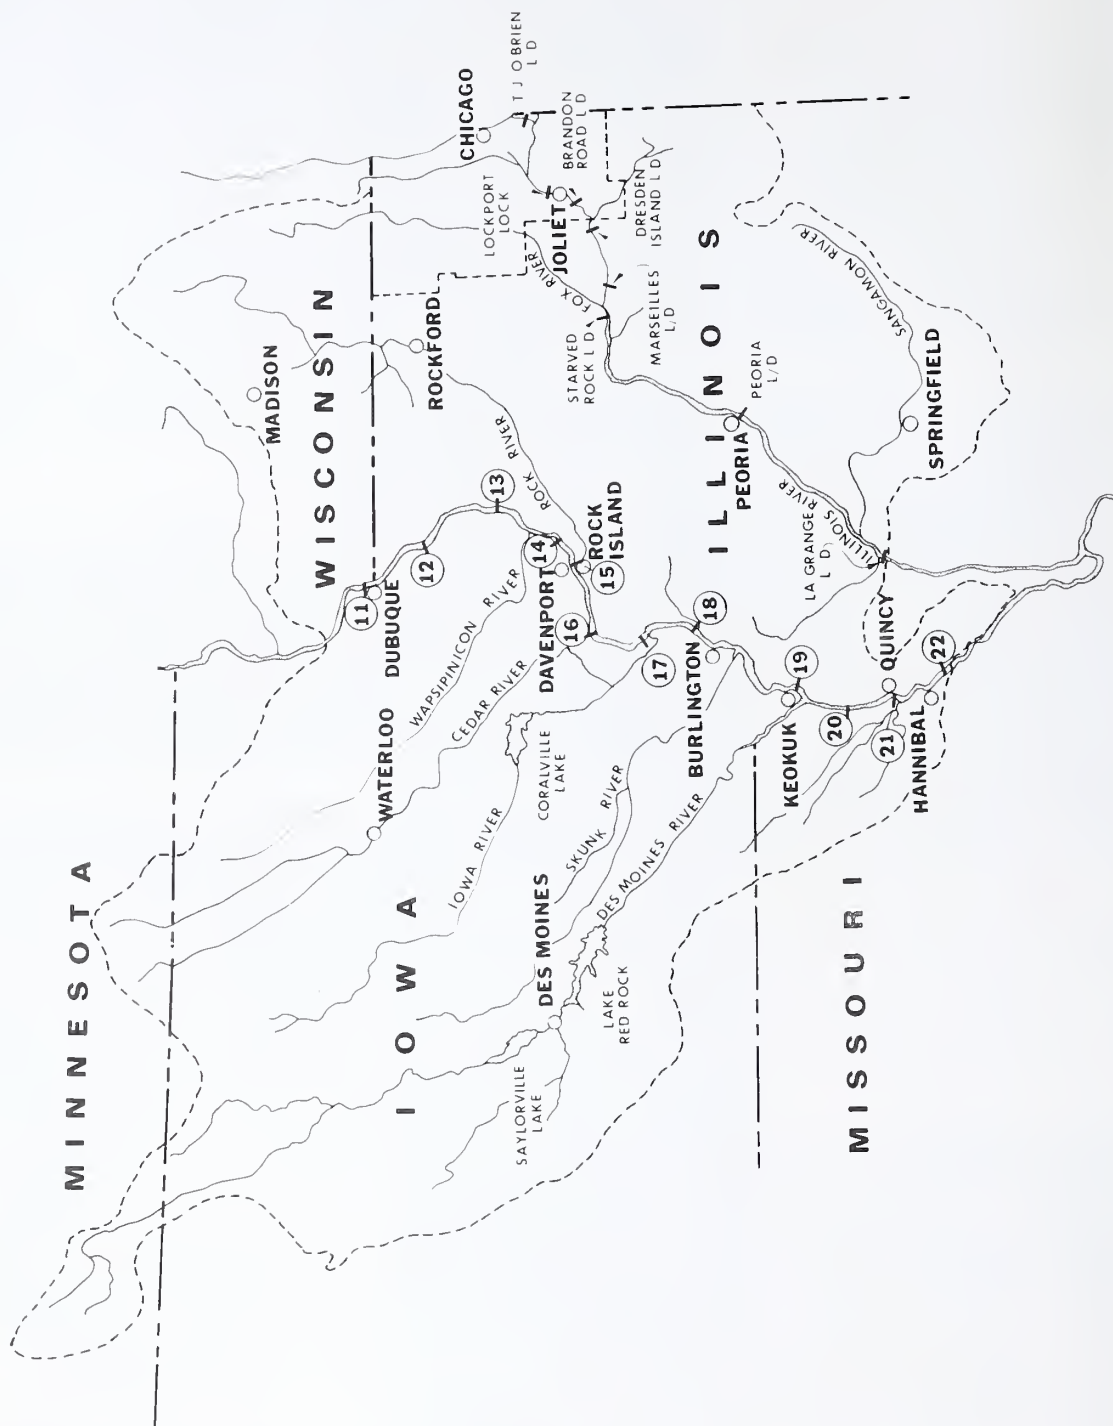 MINNESOTA
WISCONSIN
IOWA
ILLINOIS
MISSOURI
MADISON
DUBUQUE
WATERLOO
ROCKFORD
CHICAGO
T J OBRIEN
L D
LOCKPORT
LOCK
BRANDON
ROAD L D
JOLIET
DRESDEN
ISLAND L D
FOX RIVER
MARSEILLES
L/D
STARVED
ROCK L D
ROCK RIVER
WAPSIPINICON RIVER
CEDAR RIVER
IOWA RIVER
CORALVILLE
LAKE
DAVENPORT
ROCK
ISLAND
DES MOINES
SAYLORVILLE
LAKE
LAKE
RED ROCK
SKUNK RIVER
DES MOINES RIVER
BURLINGTON
KEOKUK
QUINCY
HANNIBAL
PEORIA
PEORIA
L/D
LA GRANGE
L D
ILLINOIS RIVER
SANGAMON RIVER
SPRINGFIELD
11
12
13
14
15
16
17
18
19
20
21
22